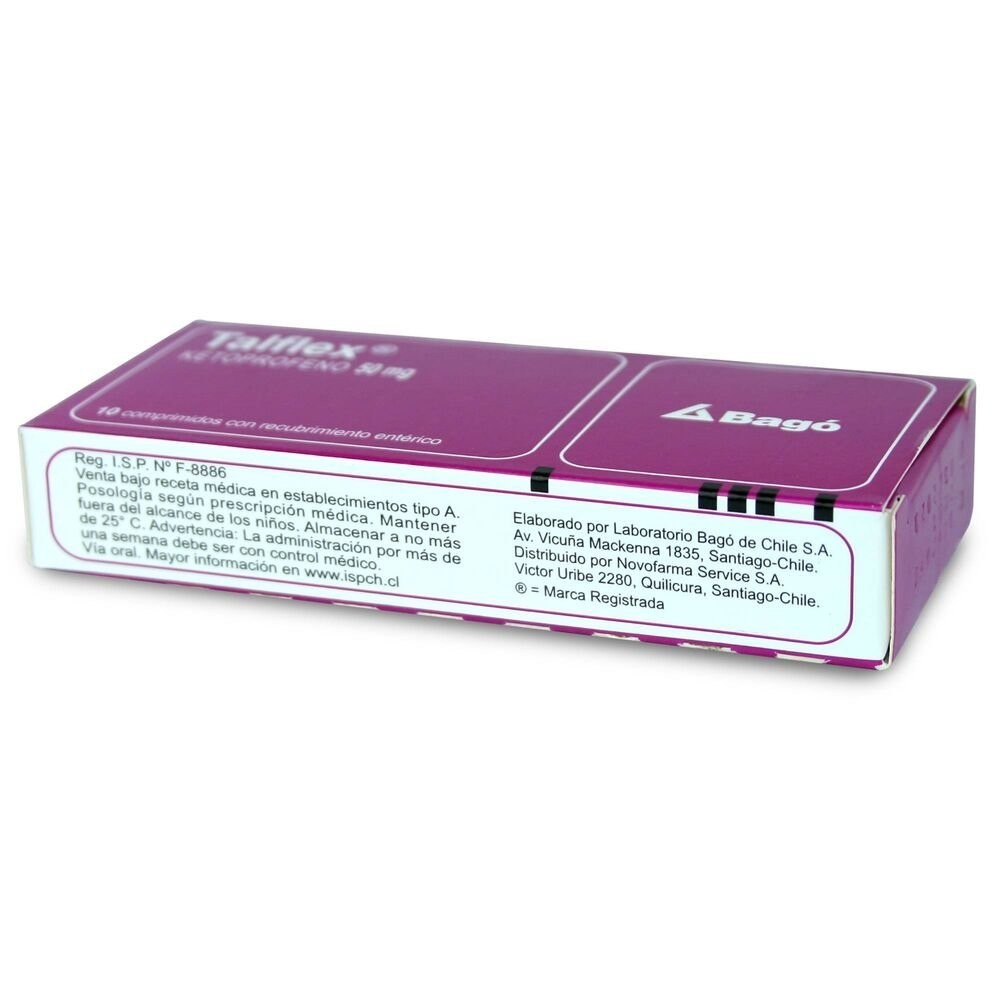 Talflex ®
KETOPROFENO 50 mg
10 comprimidos con recubrimiento entérico
Bagó
Reg. I.S.P. Nº F-8886
Venta bajo receta médica en establecimientos tipo A.
Posología según prescripción médica. Mantener
fuera del alcance de los niños. Almacenar a no más
de 25° C. Advertencia: La administración por más de
una semana debe ser con control médico.
Vía oral. Mayor información en www.ispch.cl
Elaborado por Laboratorio Bagó de Chile S.A.
Av. Vicuña Mackenna 1835, Santiago-Chile.
Distribuido por Novofarma Service S.A.
Victor Uribe 2280, Quilicura, Santiago-Chile.
® = Marca Registrada